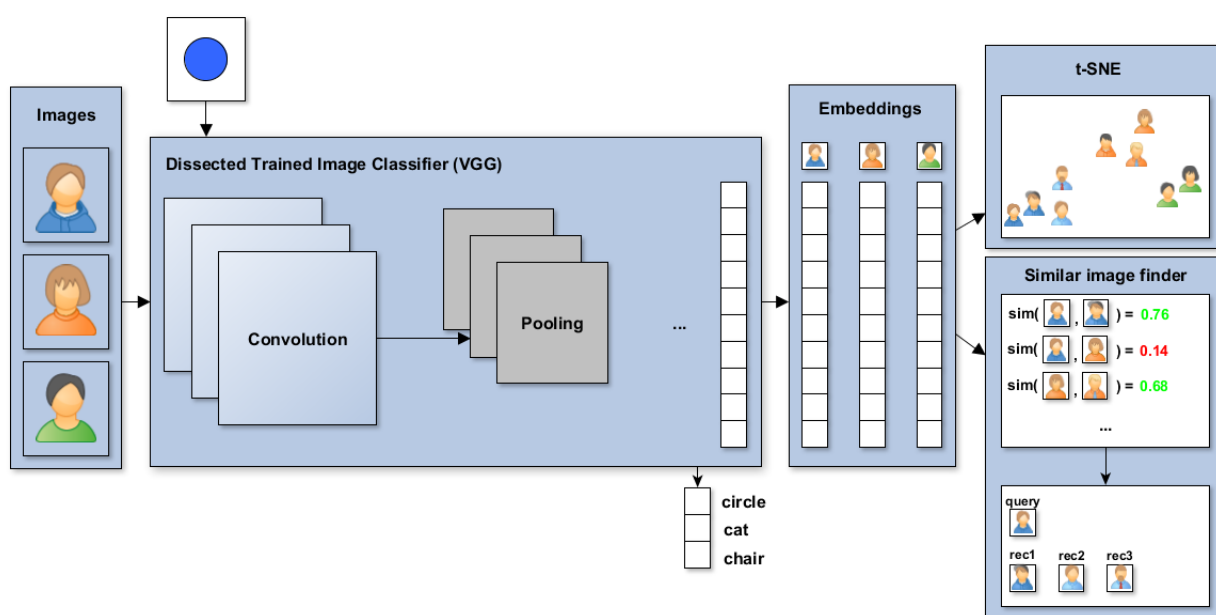 Images
Dissected Trained Image Classifier (VGG)
Convolution
Pooling
...
circle
cat
chair
Embeddings
t-SNE
Similar image finder
sim( , ) = 0.76
sim( , ) = 0.14
sim( , ) = 0.68
...
query
rec1 rec2 rec3